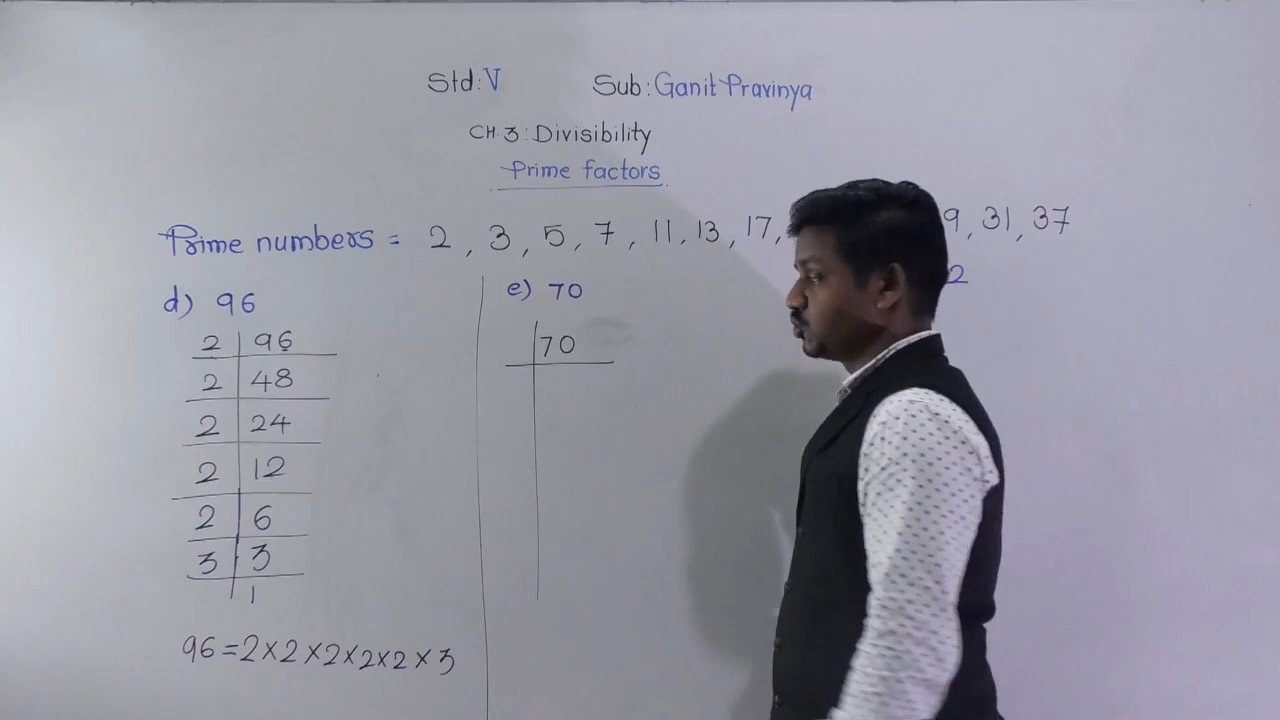 Std: V Sub: Ganit Pravinya
CH. 3: Divisibility
Prime factors
Prime numbers = 2, 3, 5, 7, 11, 13, 17, 9, 31, 37
d) 96
2 | 96
2 | 48
2 | 24
2 | 12
2 | 6
3 | 3
1
96 = 2 × 2 × 2 × 2 × 2 × 3
e) 70
70
2